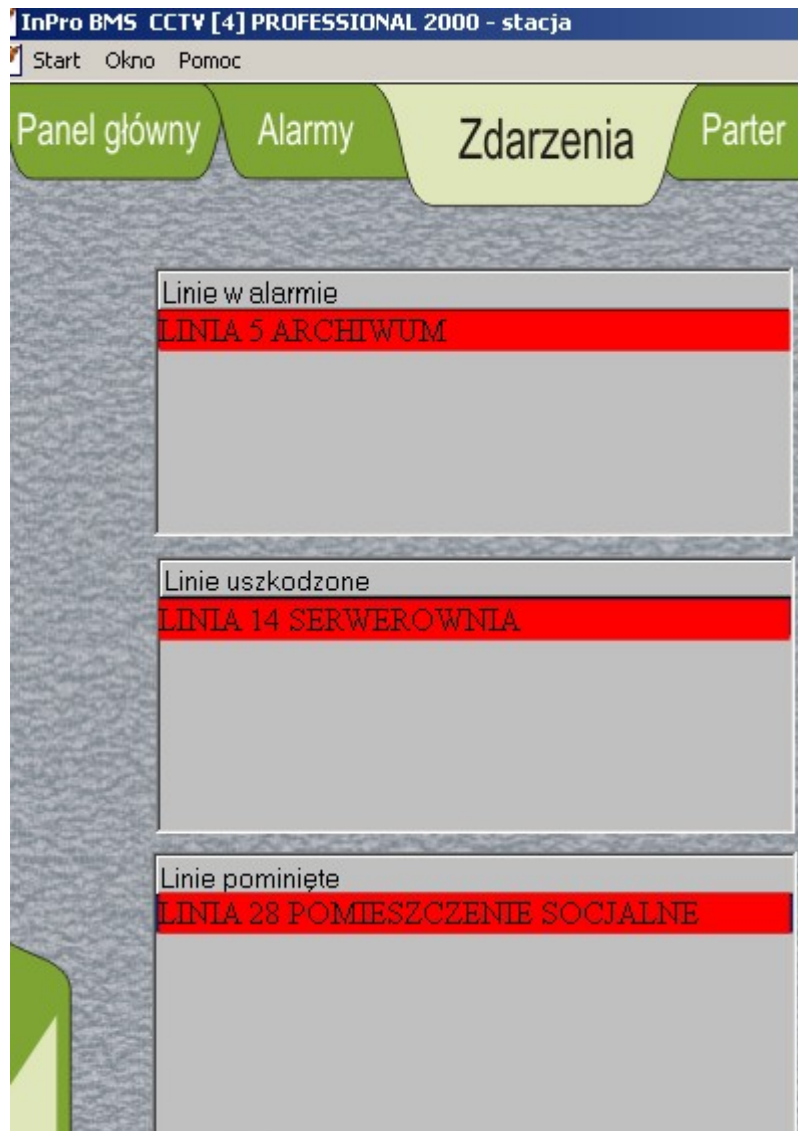 InPro BMS CCTV [4] PROFESSIONAL 2000 - stacja
Start Okno Pomoc
Panel główny Alarmy Zdarzenia Parter
Linie w alarmie
LINIA 5 ARCHIWUM
Linie uszkodzone
LINIA 14 SERWEROWNIA
Linie pominięte
LINIA 28 POMIESZCZENIE SOCJALNE